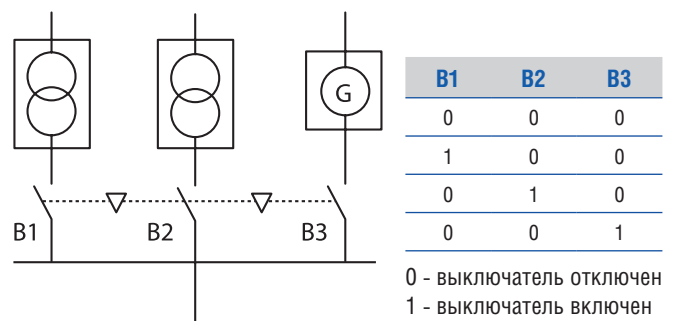 G
B1 B2 B3
B1 B2 B3
0 0 0
1 0 0
0 1 0
0 0 1
0 - выключатель отключен
1 - выключатель включен